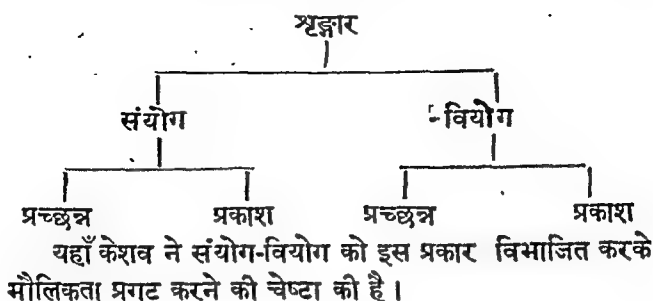 शृङ्गार
संयोग -वियोग
प्रच्छन्न प्रकाश प्रच्छन्न प्रकाश
यहाँ केशव ने संयोग-वियोग को इस प्रकार विभाजित करके
मौलिकता प्रगट करने की चेष्टा की है।